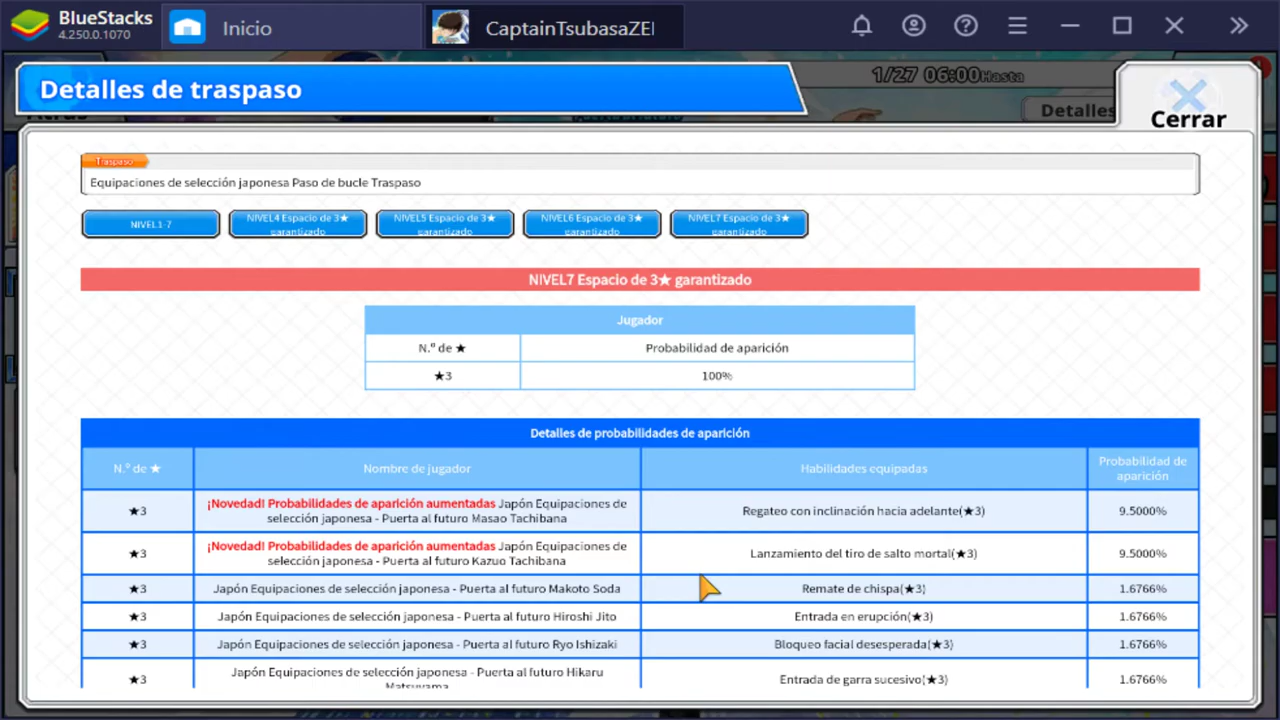 BlueStacks
4.250.0.1070
Inicio
CaptainTsubasaZEI
1/27 06:00Hasta
Detalles de traspaso
Atrás
Detalles
Cerrar
Traspaso
Equipaciones de selección japonesa Paso de bucle Traspaso
NIVEL1-7
NIVEL4 Espacio de 3★
garantizado
NIVEL5 Espacio de 3★
garantizado
NIVEL6 Espacio de 3★
garantizado
NIVEL7 Espacio de 3★
garantizado
NIVEL7 Espacio de 3★ garantizado
Jugador
N.º de ★ Probabilidad de aparición
★3 100%
Detalles de probabilidades de aparición
N.º de ★ Nombre de jugador Habilidades equipadas Probabilidad de
aparición
★3 ¡Novedad! Probabilidades de aparición aumentadas Japón Equipaciones de
selección japonesa - Puerta al futuro Masao Tachibana Regateo con inclinación hacia adelante(★3) 9.5000%
★3 ¡Novedad! Probabilidades de aparición aumentadas Japón Equipaciones de
selección japonesa - Puerta al futuro Kazuo Tachibana Lanzamiento del tiro de salto mortal(★3) 9.5000%
★3 Japón Equipaciones de selección japonesa - Puerta al futuro Makoto Soda Remate de chispa(★3) 1.6766%
★3 Japón Equipaciones de selección japonesa - Puerta al futuro Hiroshi Jito Entrada en erupción(★3) 1.6766%
★3 Japón Equipaciones de selección japonesa - Puerta al futuro Ryo Ishizaki Bloqueo facial desesperada(★3) 1.6766%
★3 Japón Equipaciones de selección japonesa - Puerta al futuro Hikaru
Matsuyama Entrada de garra sucesivo(★3) 1.6766%